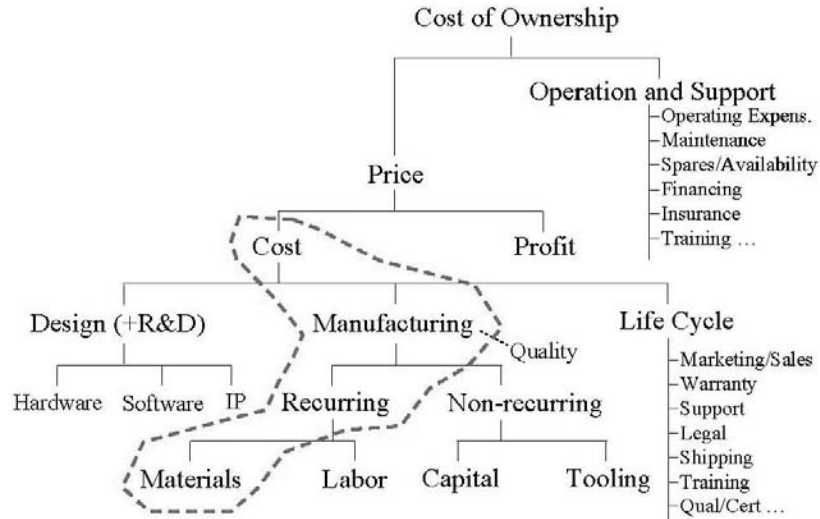 Cost of Ownership
Operation and Support
Operating Expens.
Maintenance
Spares/Availability
Financing
Insurance
Training ...
Price
Cost
Profit
Design (+R&D)
Manufacturing
Life Cycle
Quality
Hardware
Software
IP
Recurring
Non-recurring
Marketing/Sales
Warranty
Support
Legal
Shipping
Training
Qual/Cert ...
Materials
Labor
Capital
Tooling